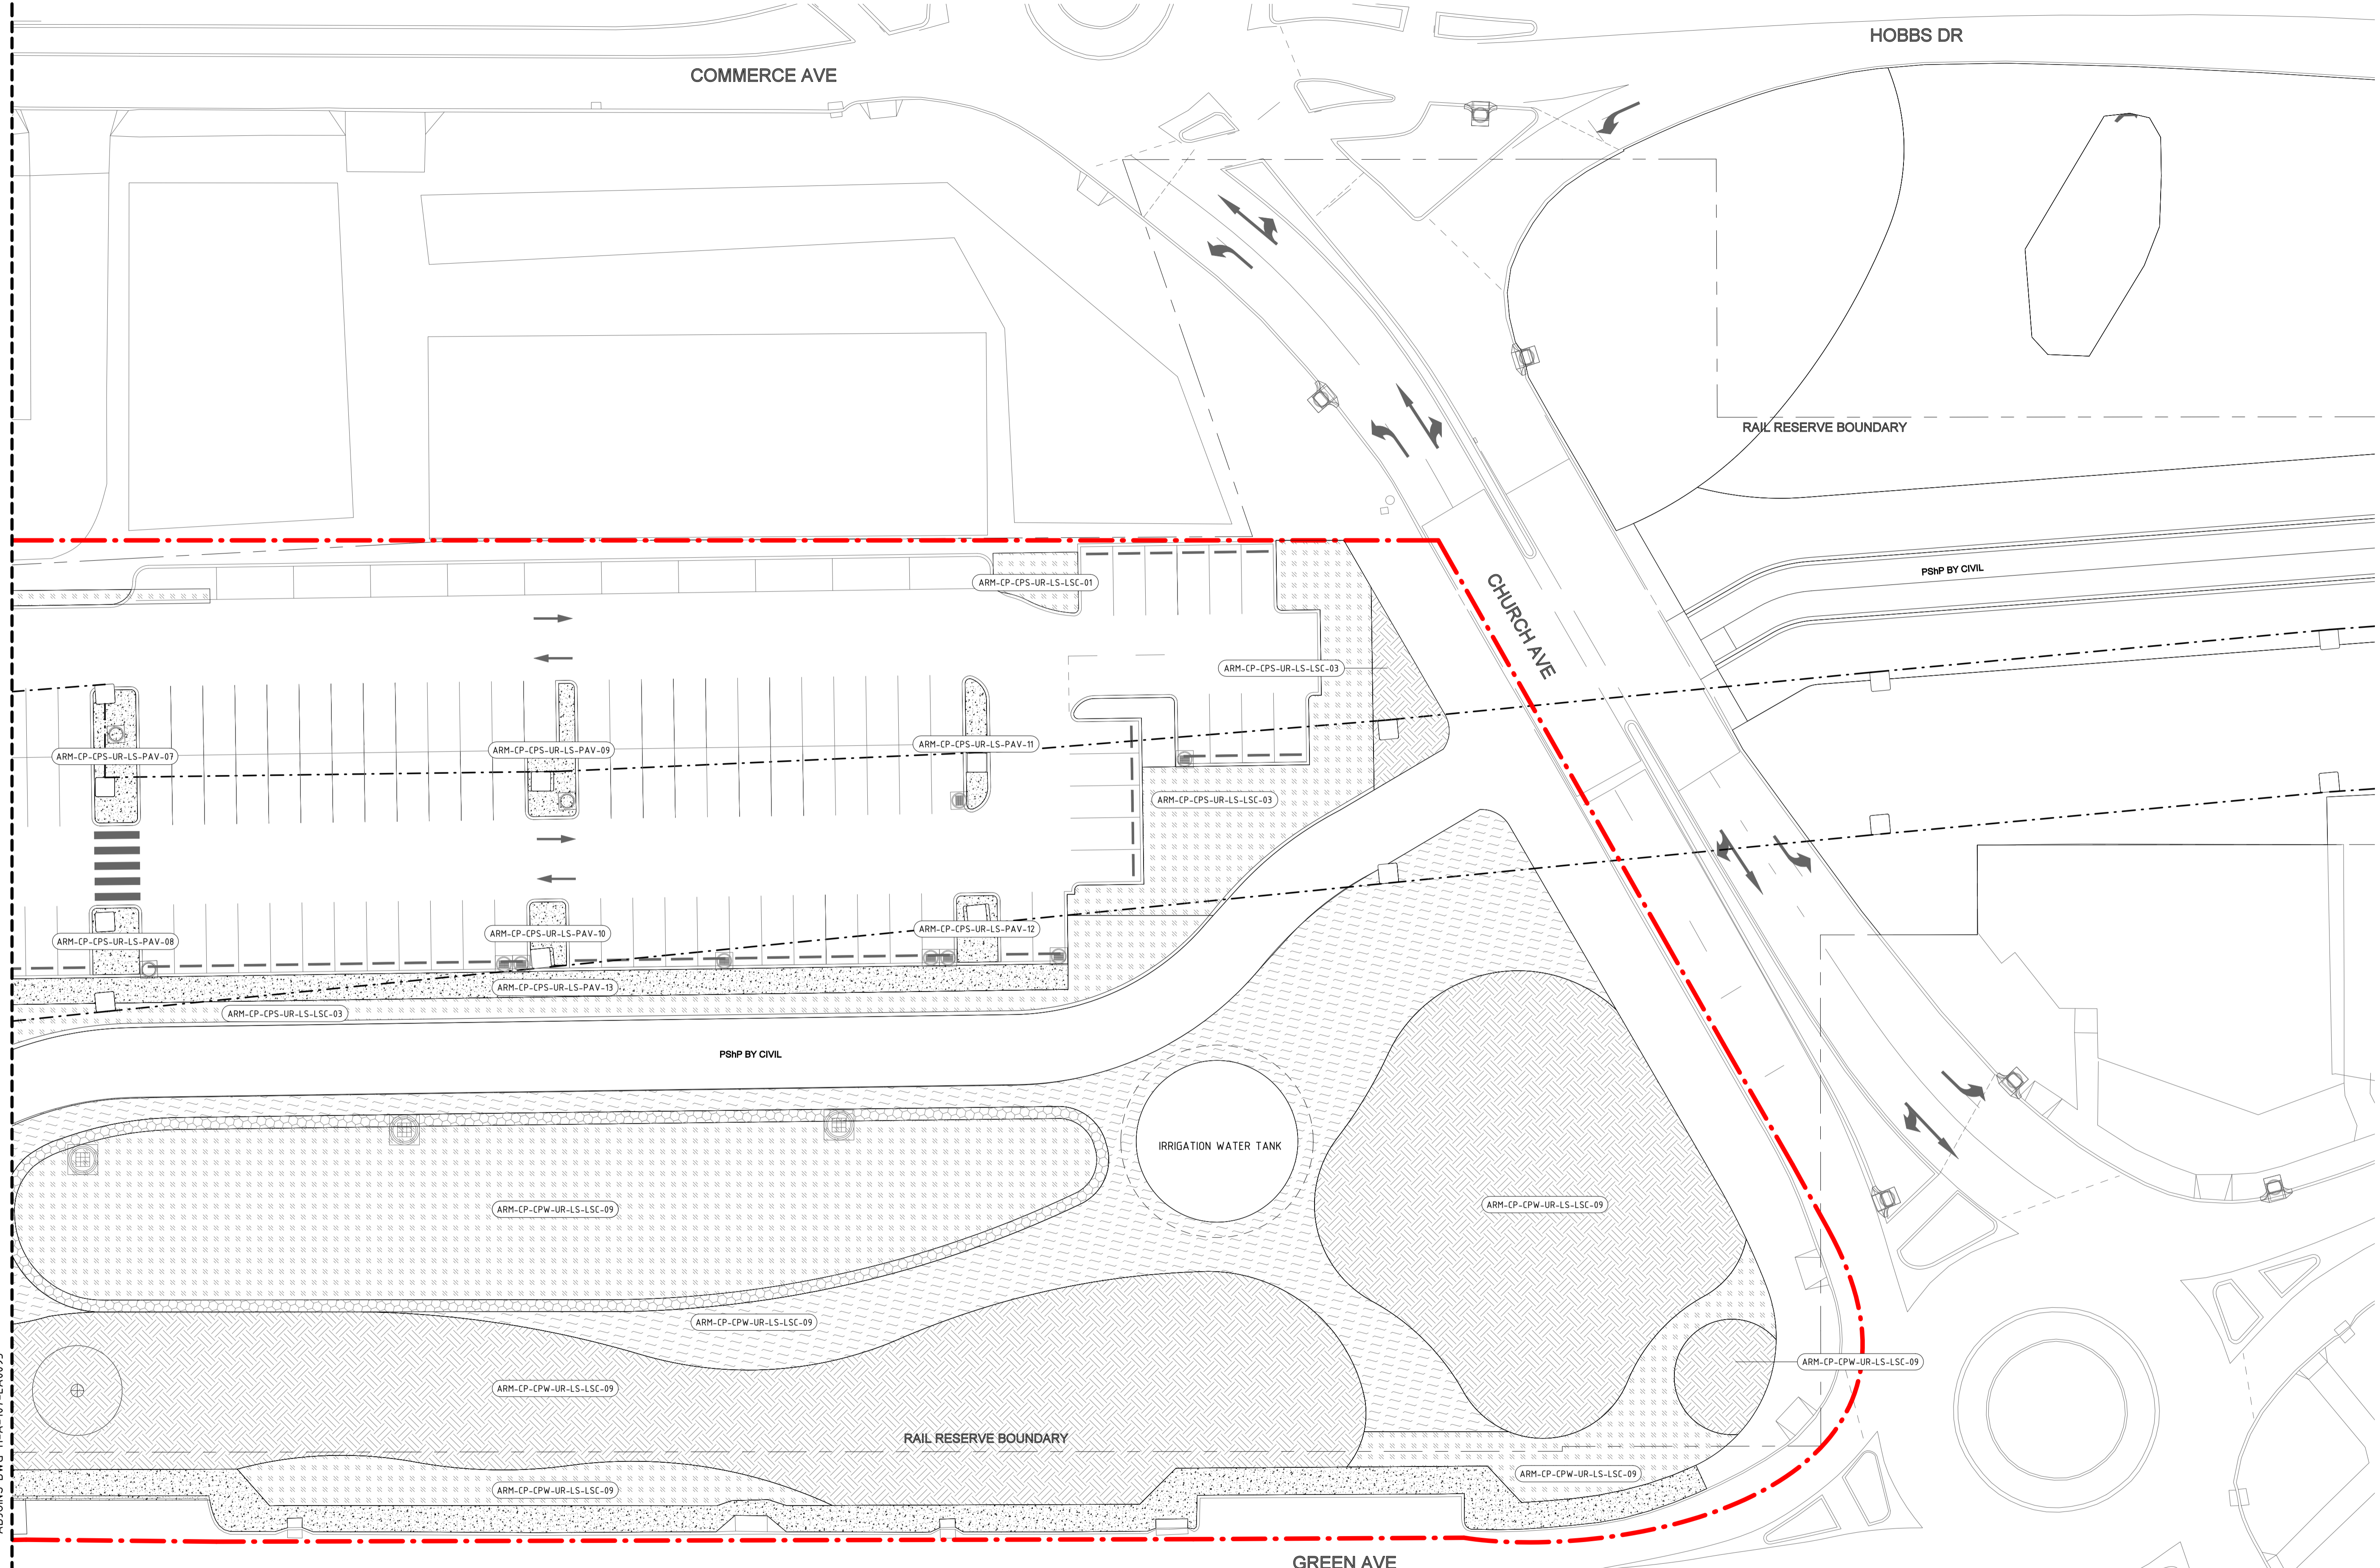 HOBBS DR
COMMERCE AVE
RAIL RESERVE BOUNDARY
PShP BY CIVIL
ARM-CP-CPS-UR-LS-LSC-01
CHURCH AVE
ARM-CP-CPS-UR-LS-LSC-03
ARM-CP-CPS-UR-LS-PAV-07
ARM-CP-CPS-UR-LS-PAV-09
ARM-CP-CPS-UR-LS-PAV-11
ARM-CP-CPS-UR-LS-LSC-03
ARM-CP-CPS-UR-LS-PAV-08
ARM-CP-CPS-UR-LS-PAV-10
ARM-CP-CPS-UR-LS-PAV-12
ARM-CP-CPS-UR-LS-PAV-13
ARM-CP-CPS-UR-LS-LSC-03
PShP BY CIVIL
IRRIGATION WATER TANK
ARM-CP-CPW-UR-LS-LSC-09
ARM-CP-CPW-UR-LS-LSC-09
ARM-CP-CPW-UR-LS-LSC-09
ARM-CP-CPW-UR-LS-LSC-09
ARM-CP-CPW-UR-LS-LSC-09
RAIL RESERVE BOUNDARY
ARM-CP-CPW-UR-LS-LSC-09
ARM-CP-CPW-UR-LS-LSC-09
GREEN AVE